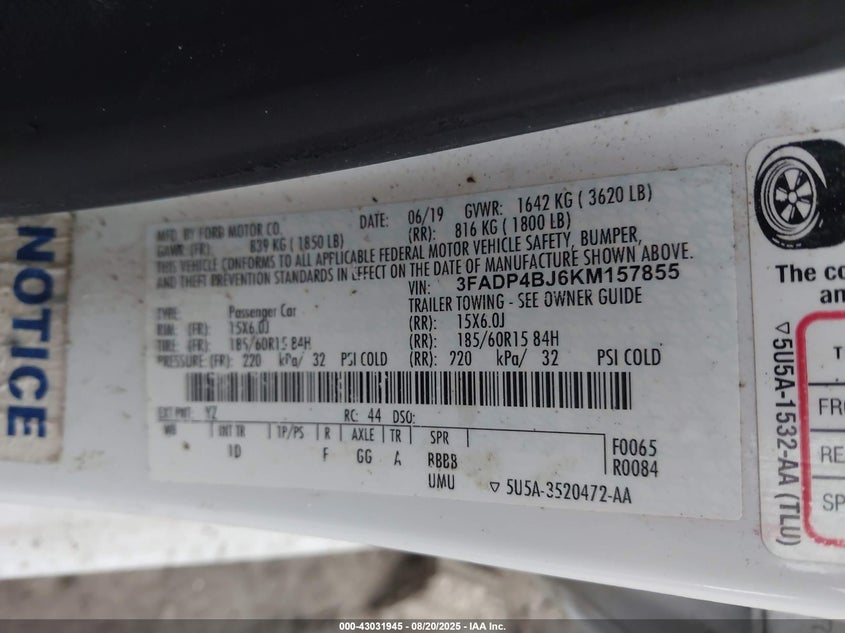 NOTICE
MFD. BY FORD MOTOR CO. DATE: 06/19 GVWR: 1642 KG ( 3620 LB)
GAWR: (FR): 839 KG ( 1850 LB) (RR): 816 KG ( 1800 LB)
THIS VEHICLE CONFORMS TO ALL APPLICABLE FEDERAL MOTOR VEHICLE SAFETY, BUMPER,
AND THEFT PREVENTION STANDARDS IN EFFECT ON THE DATE OF MANUFACTURE SHOWN ABOVE.
VIN: 3FADP4BJ6KM157855
TRAILER TOWING - SEE OWNER GUIDE
TYPE: Passenger Car
RIM: (FR): 15X6.0J (RR): 15X6.0J
TIRE: (FR): 185/60R15 84H (RR): 185/60R15 84H
PRESSURE: (FR): 220 kPa/ 32 PSI COLD (RR): 220 kPa/ 32 PSI COLD
EXT PNT: YZ RC: 44 DSO:
WB INT TR TP/PS R AXLE TR SPR
1D F GG A BBBB
UMU
F0065
R0084
▽ 5U5A-3520472-AA
▽5U5A-1532-AA (TLU)
The co
an
T
FRO
RE
SP
000-43031945 - 08/20/2025 - IAA Inc.